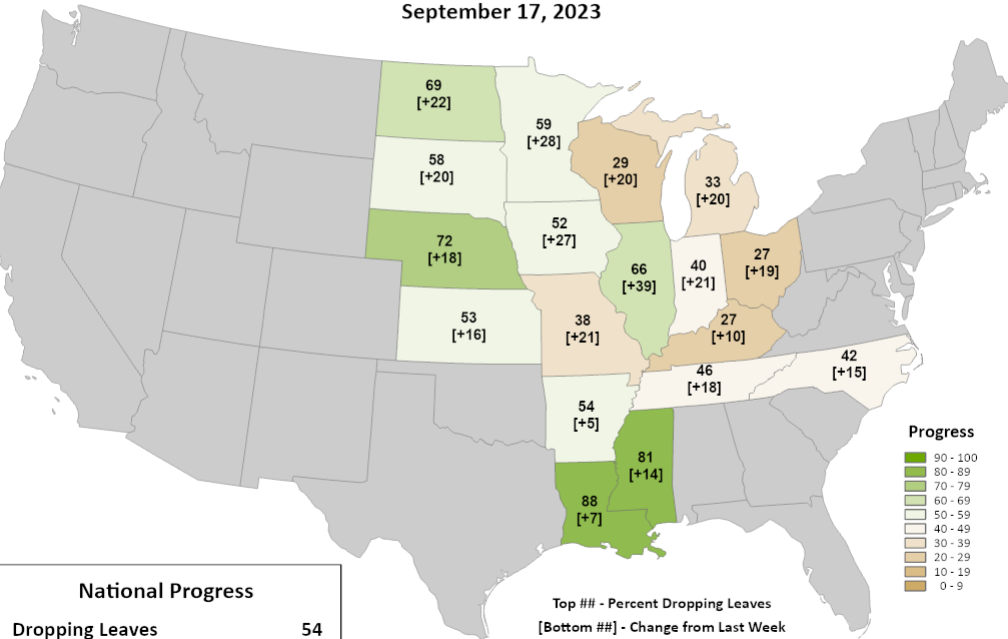 September 17, 2023
69
[+22]
59
[+28]
58
[+20]
29
[+20]
33
[+20]
72
[+18]
52
[+27]
66
[+39]
40
[+21]
27
[+19]
53
[+16]
38
[+21]
27
[+10]
46
[+18]
42
[+15]
54
[+5]
81
[+14]
88
[+7]
Progress
90 - 100
80 - 89
70 - 79
60 - 69
50 - 59
40 - 49
30 - 39
20 - 29
10 - 19
0 - 9
National Progress
Dropping Leaves 54
Top ## - Percent Dropping Leaves
[Bottom ##] - Change from Last Week